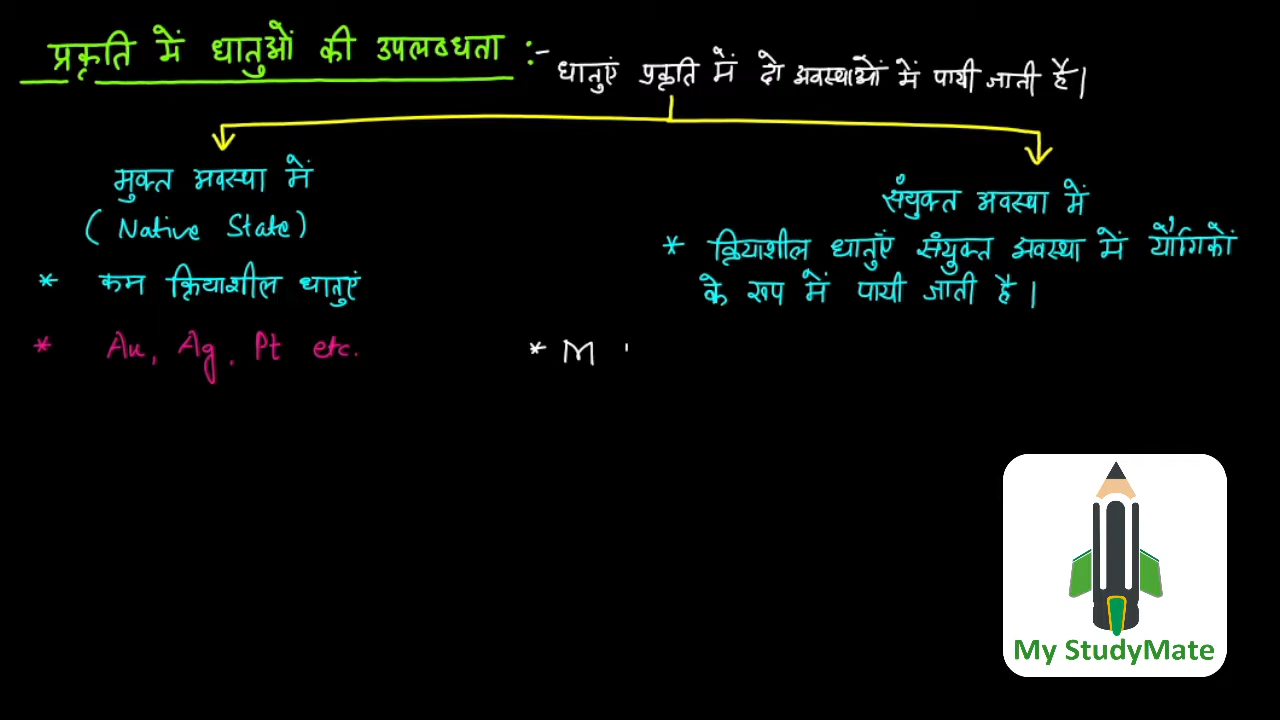 प्रकृति में धातुओं की उपलब्धता :- धातुएं प्रकृति में दो अवस्थाओं में पायी जाती है।
मुक्त अवस्था में
(Native State)
* कम क्रियाशील धातुएं
* Au, Ag, Pt etc.
संयुक्त अवस्था में
* क्रियाशील धातुएँ संयुक्त अवस्था में यौगिकों
के रूप में पायी जाती है।
* M
My StudyMate